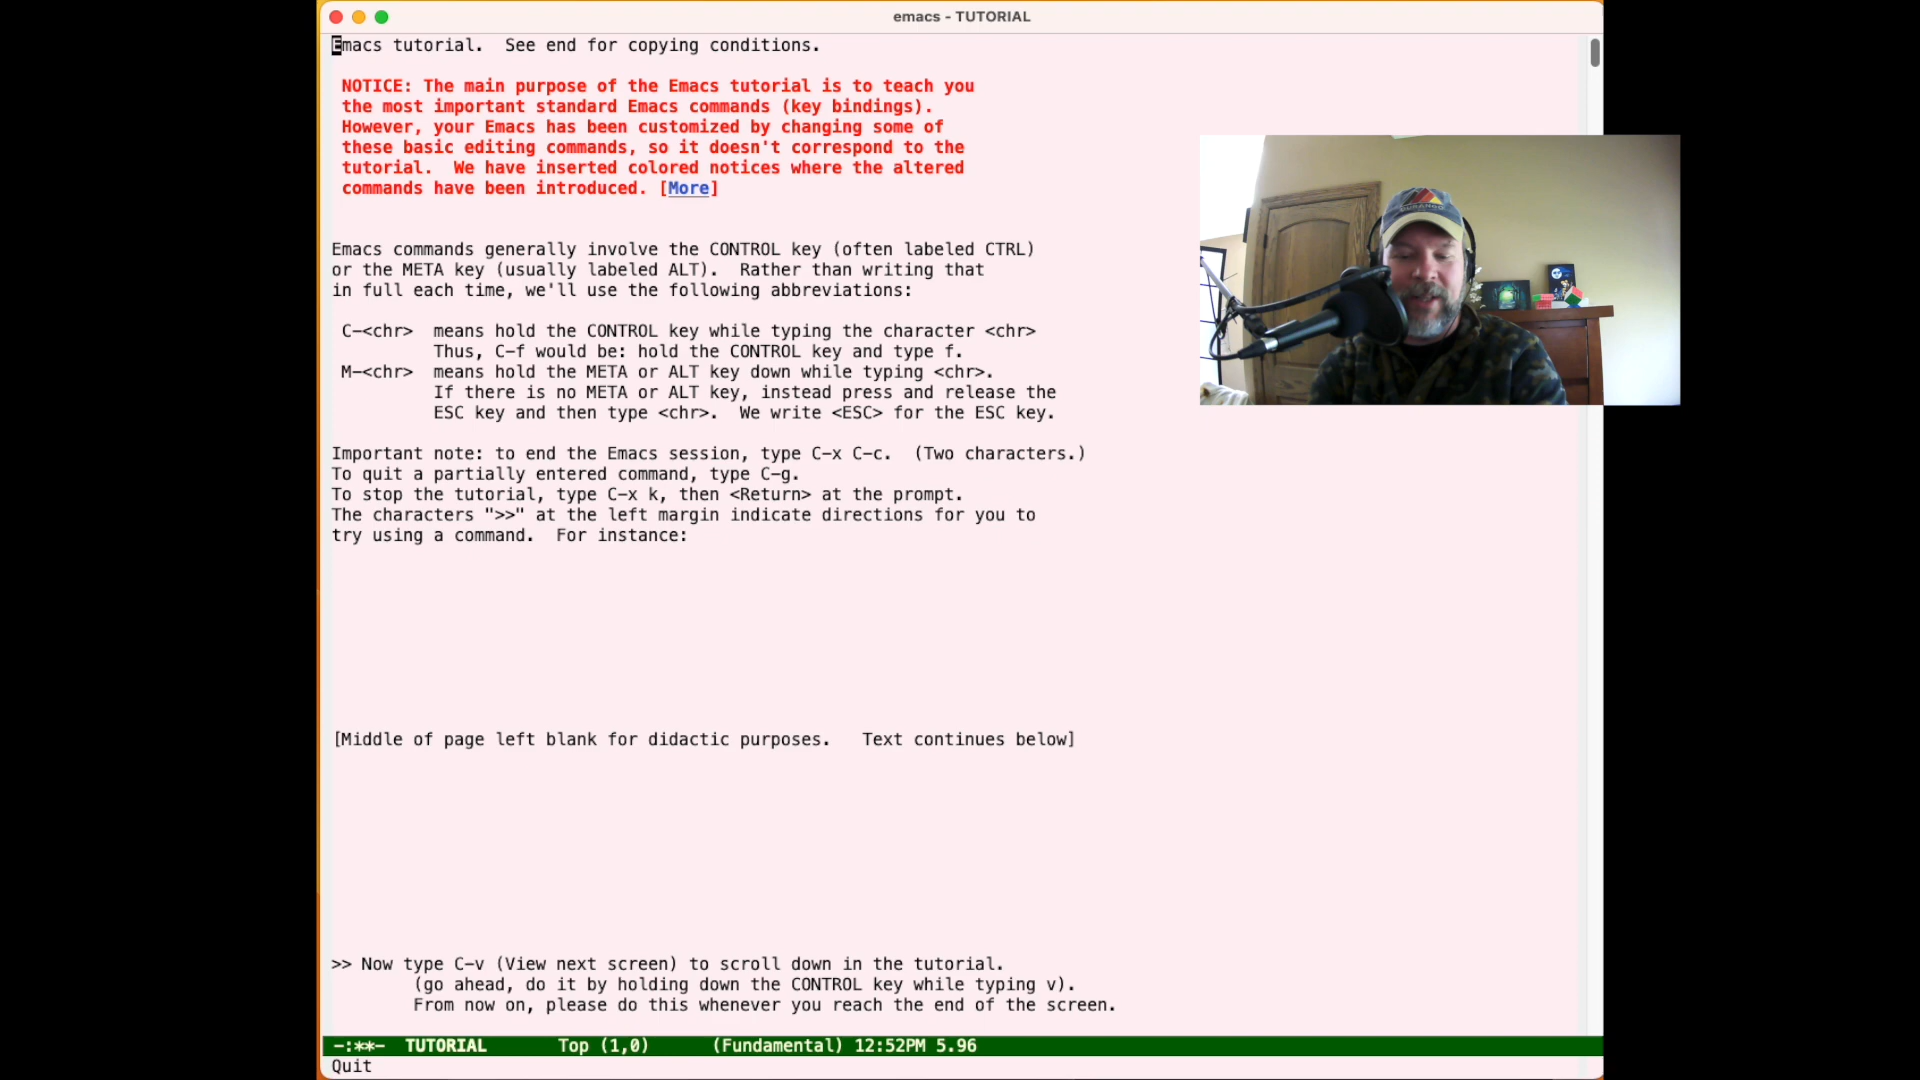 emacs - TUTORIAL
Emacs tutorial.  See end for copying conditions.
NOTICE: The main purpose of the Emacs tutorial is to teach you
the most important standard Emacs commands (key bindings).
However, your Emacs has been customized by changing some of
these basic editing commands, so it doesn't correspond to the
tutorial.  We have inserted colored notices where the altered
commands have been introduced. [More]
Emacs commands generally involve the CONTROL key (often labeled CTRL)
or the META key (usually labeled ALT).  Rather than writing that
in full each time, we'll use the following abbreviations:
C-<chr>  means hold the CONTROL key while typing the character <chr>
Thus, C-f would be: hold the CONTROL key and type f.
M-<chr>  means hold the META or ALT key down while typing <chr>.
If there is no META or ALT key, instead press and release the
ESC key and then type <chr>.  We write <ESC> for the ESC key.
Important note: to end the Emacs session, type C-x C-c.  (Two characters.)
To quit a partially entered command, type C-g.
To stop the tutorial, type C-x k, then <Return> at the prompt.
The characters ">>" at the left margin indicate directions for you to
try using a command.  For instance:
[Middle of page left blank for didactic purposes.   Text continues below]
>> Now type C-v (View next screen) to scroll down in the tutorial.
(go ahead, do it by holding down the CONTROL key while typing v).
From now on, please do this whenever you reach the end of the screen.
-:**-  TUTORIAL       Top (1,0)      (Fundamental) 12:52PM 5.96
Quit